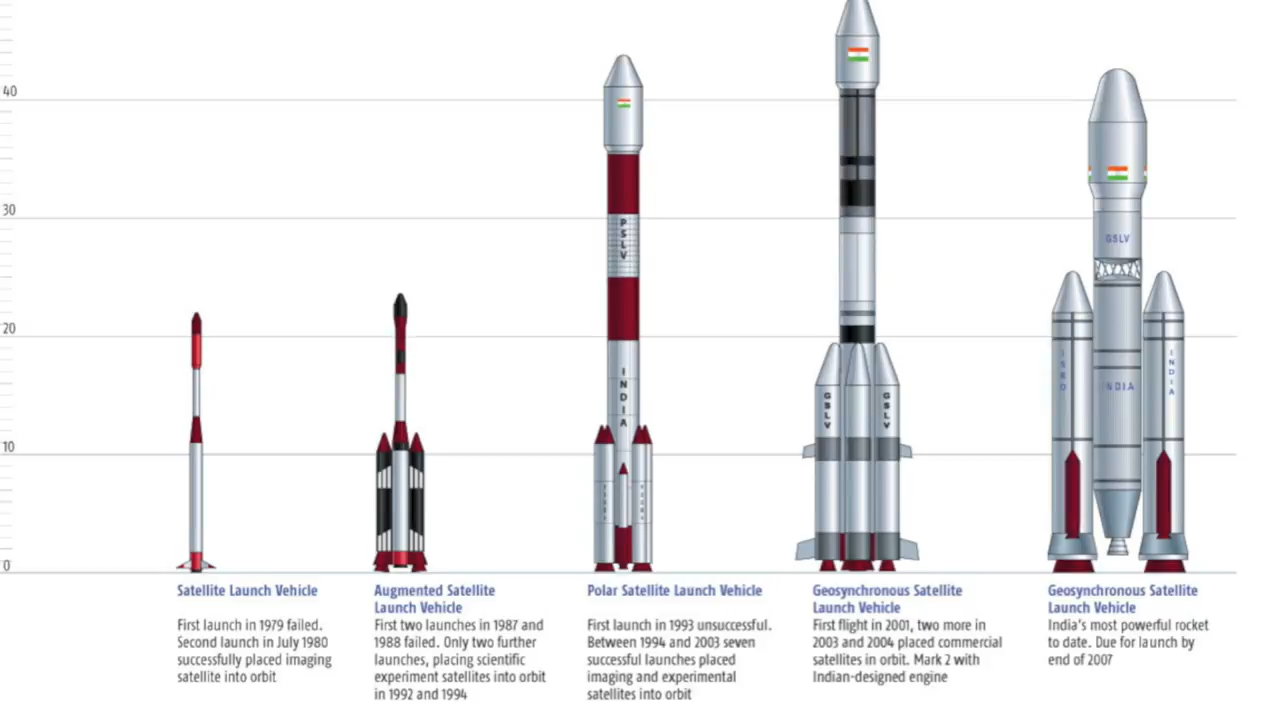 40
30
20
10
0
PSLV
INDIA
GSLV
GSLV
GSLV
ISRO
INDIA
INDIA
Satellite Launch Vehicle
First launch in 1979 failed.
Second launch in July 1980
successfully placed imaging
satellite into orbit
Augmented Satellite
Launch Vehicle
First two launches in 1987 and
1988 failed. Only two further
launches, placing scientific
experiment satellites into orbit
in 1992 and 1994
Polar Satellite Launch Vehicle
First launch in 1993 unsuccessful.
Between 1994 and 2003 seven
successful launches placed
imaging and experimental
satellites into orbit
Geosynchronous Satellite
Launch Vehicle
First flight in 2001, two more in
2003 and 2004 placed commercial
satellites in orbit. Mark 2 with
Indian-designed engine
Geosynchronous Satellite
Launch Vehicle
India's most powerful rocket
to date. Due for launch by
end of 2007